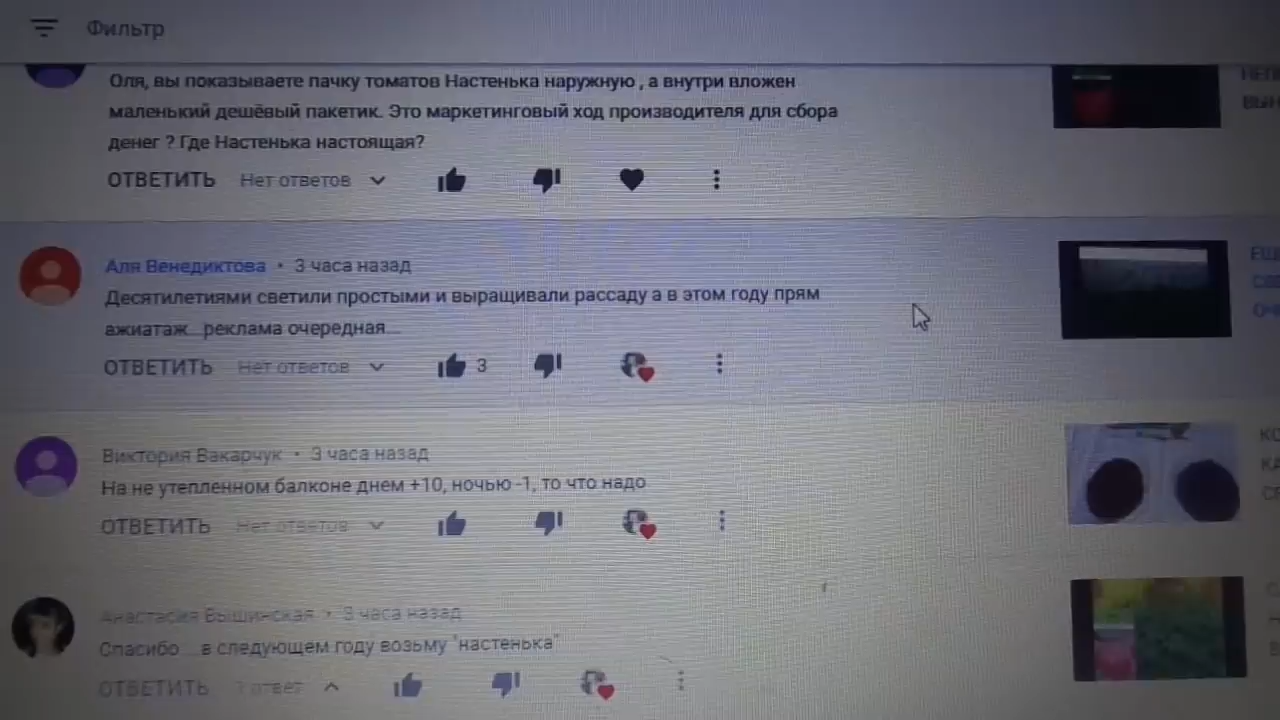 Фильтр
Оля, вы показываете пачку томатов Настенька наружную , а внутри вложен
маленький дешёвый пакетик. Это маркетинговый ход производителя для сбора
денег ? Где Настенька настоящая?
ОТВЕТИТЬ Нет ответов
Аля Венедиктова • 3 часа назад
Десятилетиями светили простыми и выращивали рассаду а в этом году прям
ажиатаж...реклама очередная....
ОТВЕТИТЬ Нет ответов 3
Виктория Вакарчук • 3 часа назад
На не утепленном балконе днем +10, ночью -1, то что надо
ОТВЕТИТЬ Нет ответов
Анастасия Вышинская • 3 часа назад
Спасибо ...в следующем году возьму "настенька"
ОТВЕТИТЬ 1 ответ